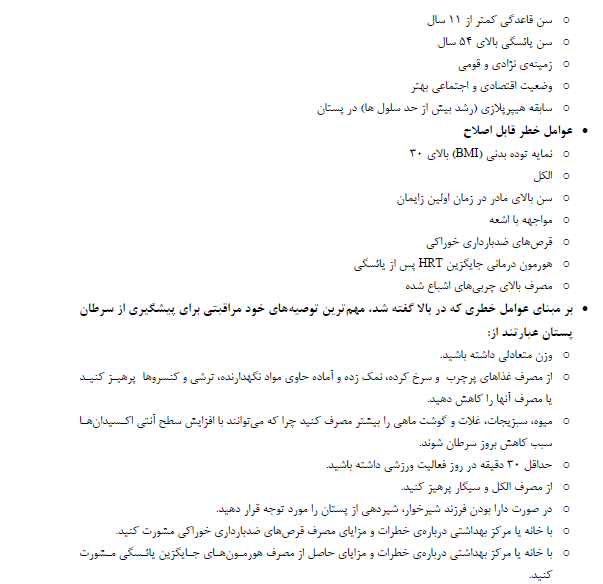 ○ سن قاعدگی کمتر از ۱۱ سال
○ سن یائسگی بالای ۵۴ سال
○ زمینه‌ی نژادی و قومی
○ وضعیت اقتصادی و اجتماعی بهتر
○ سابقه هیپرپلازی (رشد بیش از حد سلول ها) در پستان
• عوامل خطر قابل اصلاح
○ نمایه توده بدنی (BMI) بالای ۳۰
○ الکل
○ سن بالای مادر در زمان اولین زایمان
○ مواجهه با اشعه
○ قرص‌های ضدبارداری خوراکی
○ هورمون درمانی جایگزین HRT پس از یائسگی
○ مصرف بالای چربی‌های اشباع شده
• بر مبنای عوامل خطری که در بالا گفته شد، مهم‌ترین توصیه‌های خود مراقبتی برای پیشگیری از سرطان
پستان عبارتند از:
○ وزن متعادلی داشته باشید.
○ از مصرف غذاهای پرچرب و سرخ کرده، نمک زده و آماده حاوی مواد نگهدارنده، ترشی و کنسروها پرهیـز کنیـد
یا مصرف آنها را کاهش دهید.
○ میوه، سبزیجات، غلات و گوشت ماهی را بیشتر مصرف کنید چرا که می‌توانند با افزایش سطح آنتی اکـسیدان‌هـا
سبب کاهش بروز سرطان شوند.
○ حداقل ۳۰ دقیقه در روز فعالیت ورزشی داشته باشید.
○ از مصرف الکل و سیگار پرهیز کنید.
○ در صورت دارا بودن فرزند شیرخوار، شیردهی از پستان را مورد توجه قرار دهید.
○ با خانه یا مرکز بهداشتی درباره‌ی خطرات و مزایای مصرف قرص‌های ضدبارداری خوراکی مشورت کنید.
○ با خانه یا مرکز بهداشتی درباره‌ی خطرات و مزایای حاصل از مصرف هورمـون‌هـای جـایگزین یائـسگی مـشورت
کنید.